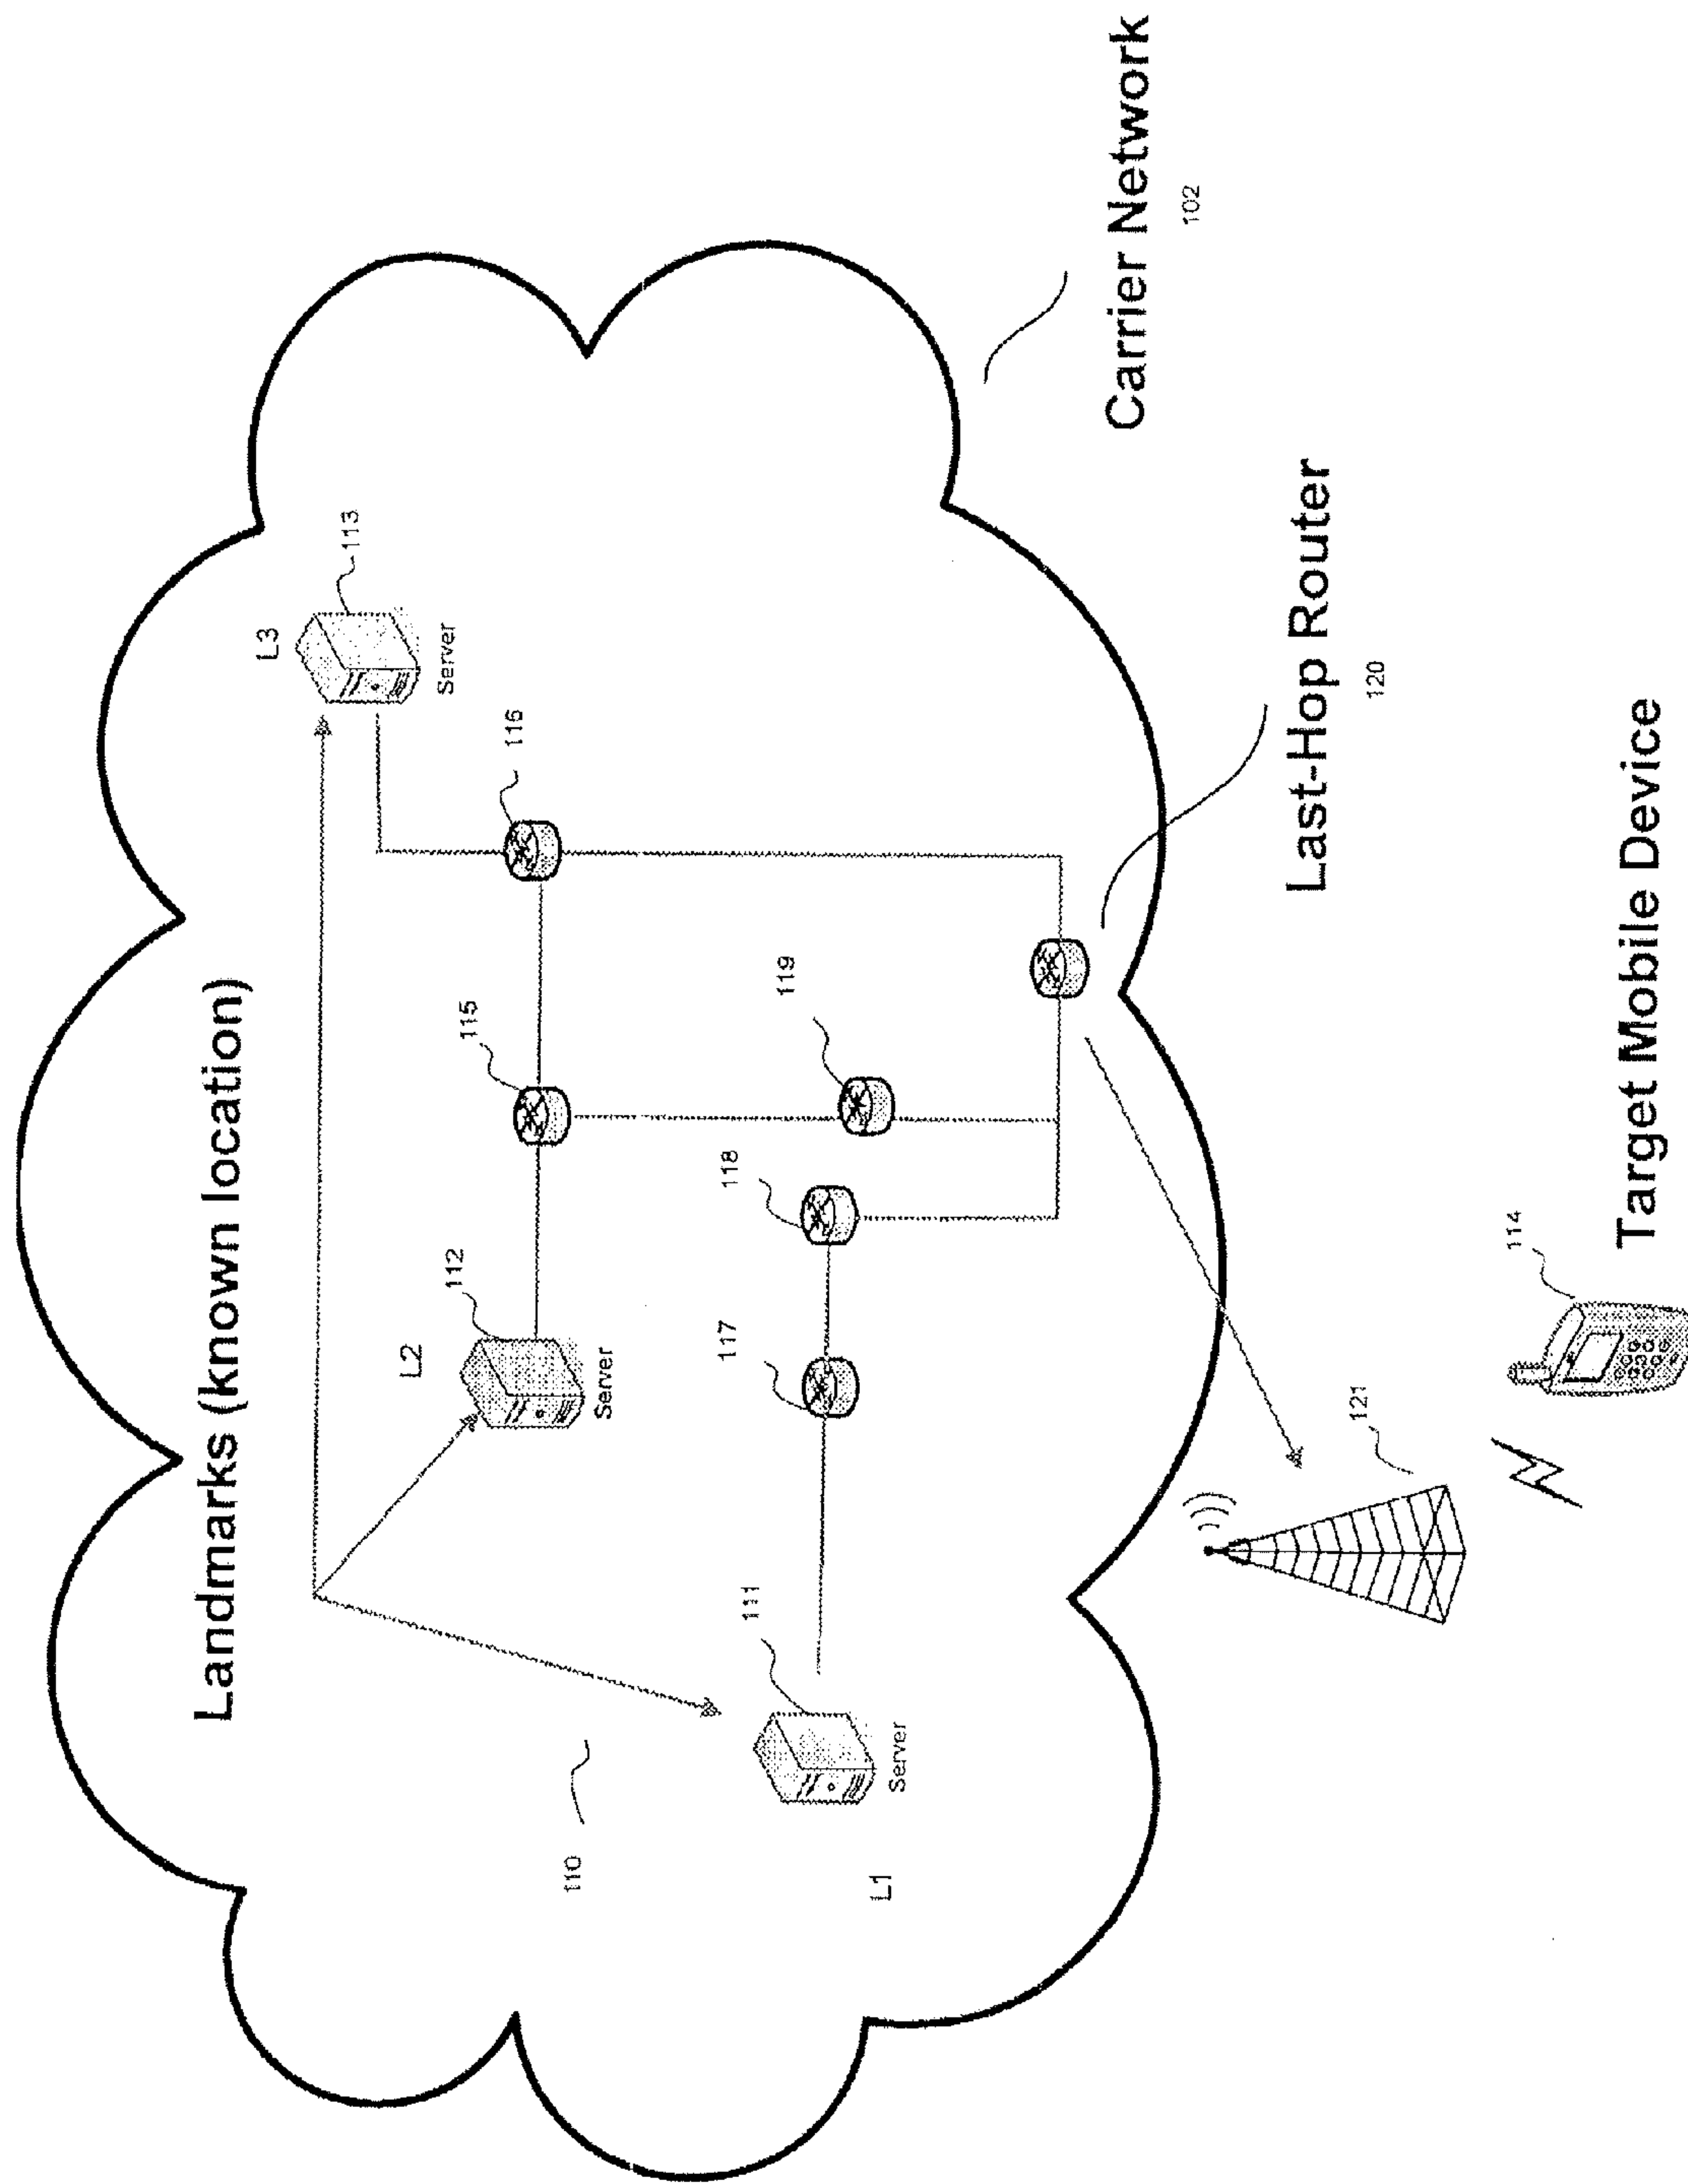 Landmarks (known location)
L3
113
Server
116
115
L2
112
Server
119
118
117
110
111
Server
L1
Carrier Network
102
Last-Hop Router
120
121
114
Target Mobile Device